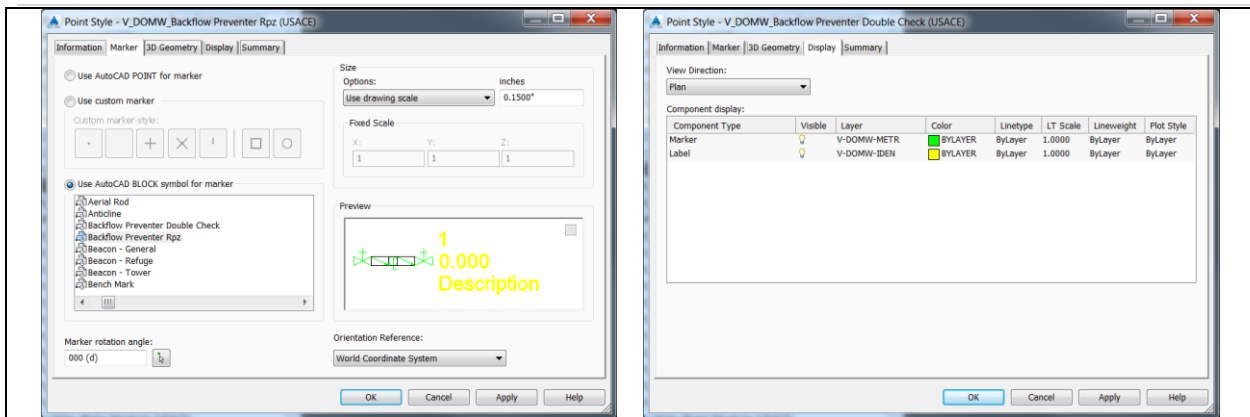 Point Style - V_DOMW_Backflow Preventer Rpz (USACE)
Information Marker 3D Geometry Display Summary
Use AutoCAD POINT for marker
Use custom marker
Custom marker style:
Use AutoCAD BLOCK symbol for marker
Aerial Rod
Anticline
Backflow Preventer Double Check
Backflow Preventer Rpz
Beacon - General
Beacon - Refuge
Beacon - Tower
Bench Mark
Marker rotation angle:
000 (d)
Size
Options: inches
Use drawing scale 0.1500"
Fixed Scale
X: Y: Z:
1 1 1
Preview
1
0.000
Description
Orientation Reference:
World Coordinate System
OK Cancel Apply Help
Point Style - V_DOMW_Backflow Preventer Double Check (USACE)
Information Marker 3D Geometry Display Summary
View Direction:
Plan
Component display:
Component Type Visible Layer Color Linetype LT Scale Lineweight Plot Style
Marker V-DOMW-METR BYLAYER ByLayer 1.0000 ByLayer ByLayer
Label V-DOMW-IDEN BYLAYER ByLayer 1.0000 ByLayer ByLayer
OK Cancel Apply Help